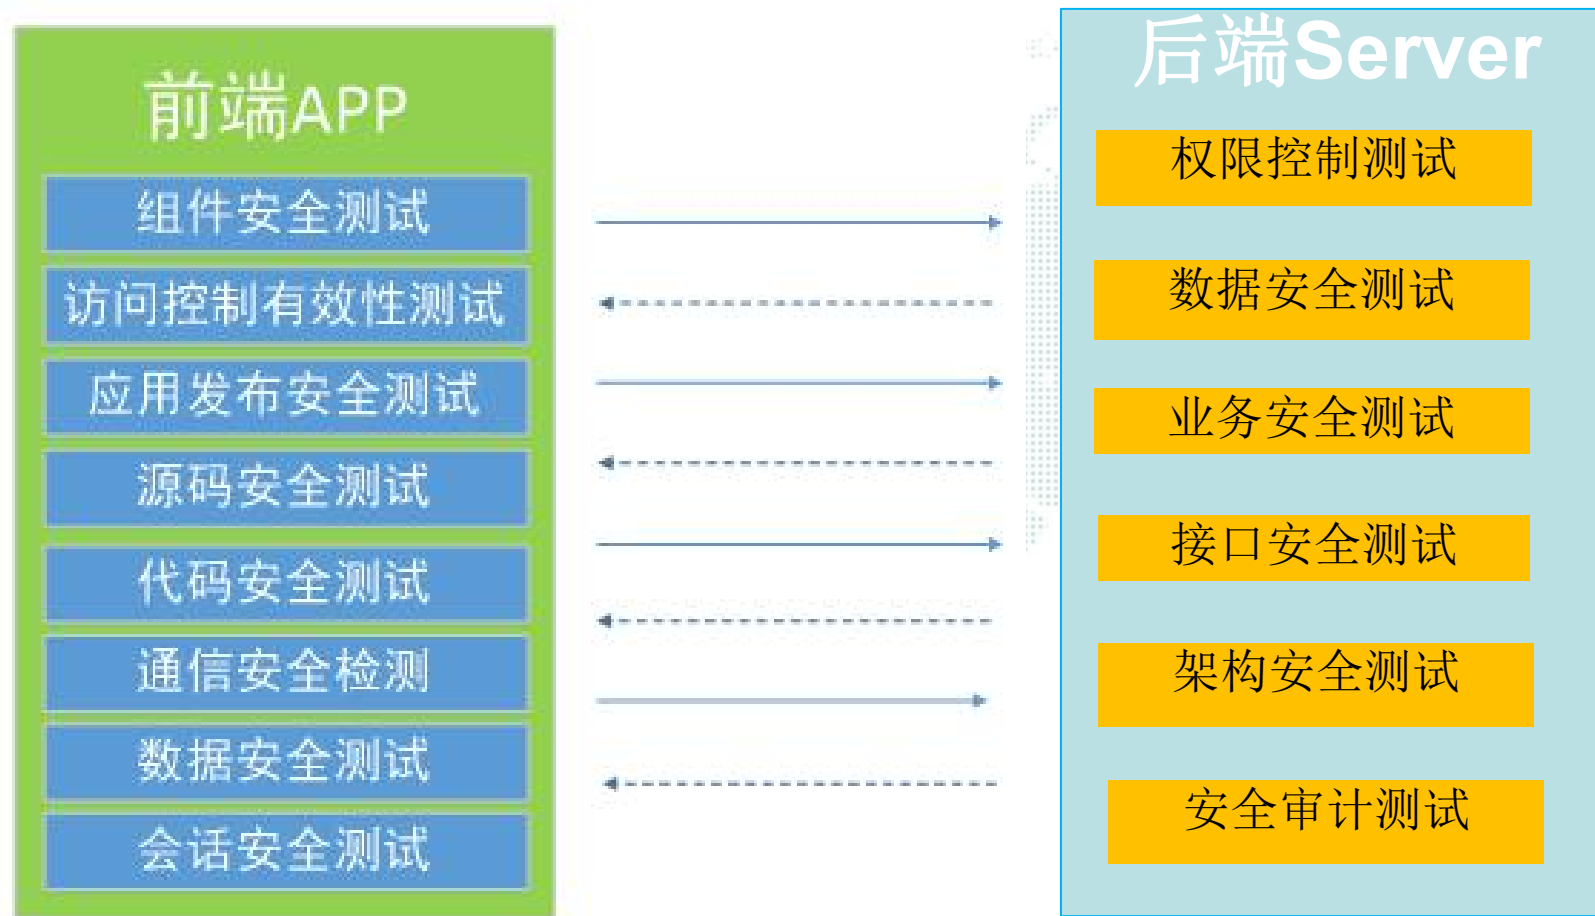 前端APP
组件安全测试
访问控制有效性测试
应用发布安全测试
源码安全测试
代码安全测试
通信安全检测
数据安全测试
会话安全测试
后端Server
权限控制测试
数据安全测试
业务安全测试
接口安全测试
架构安全测试
安全审计测试